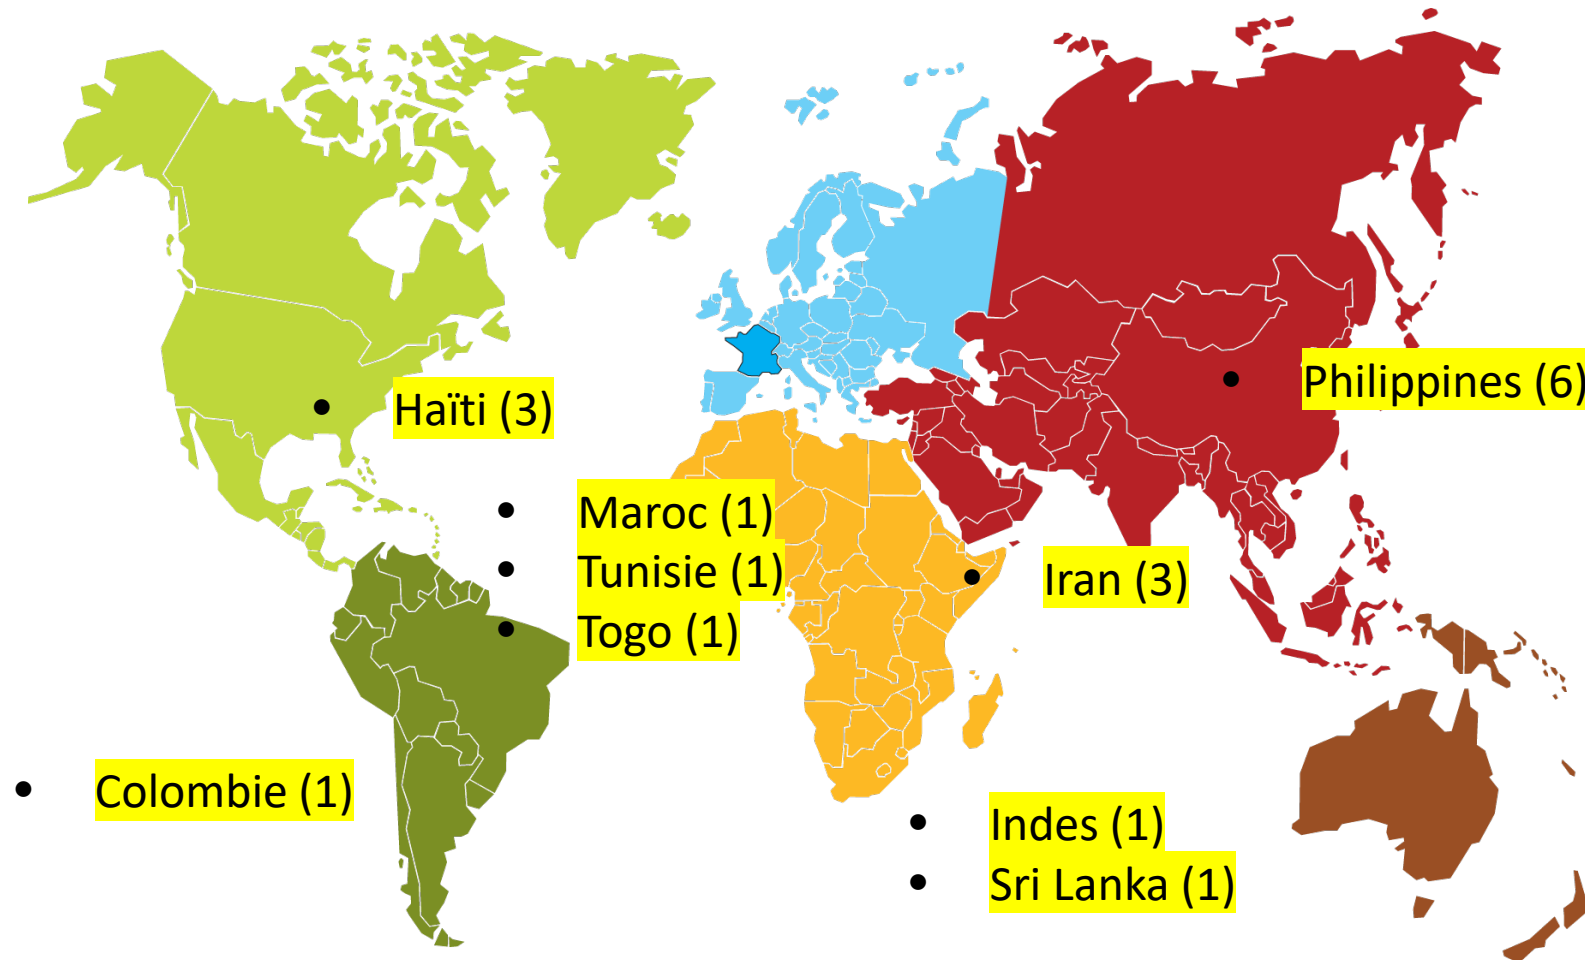 • Haïti (3)
• Philippines (6)
• Maroc (1)
• Tunisie (1)
• Togo (1)
• Iran (3)
• Colombie (1)
• Indes (1)
• Sri Lanka (1)